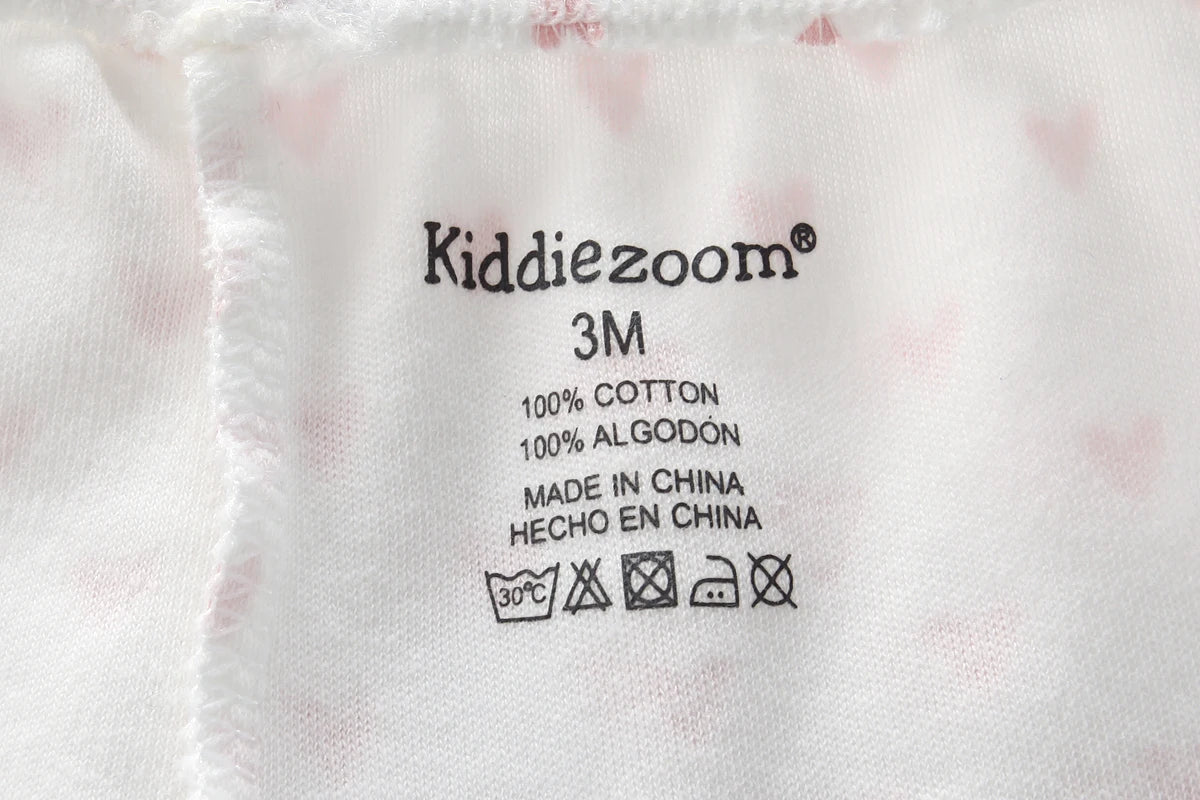 Kiddiezoom®
3M
100% COTTON
100% ALGODÓN
MADE IN CHINA
HECHO EN CHINA
30°C